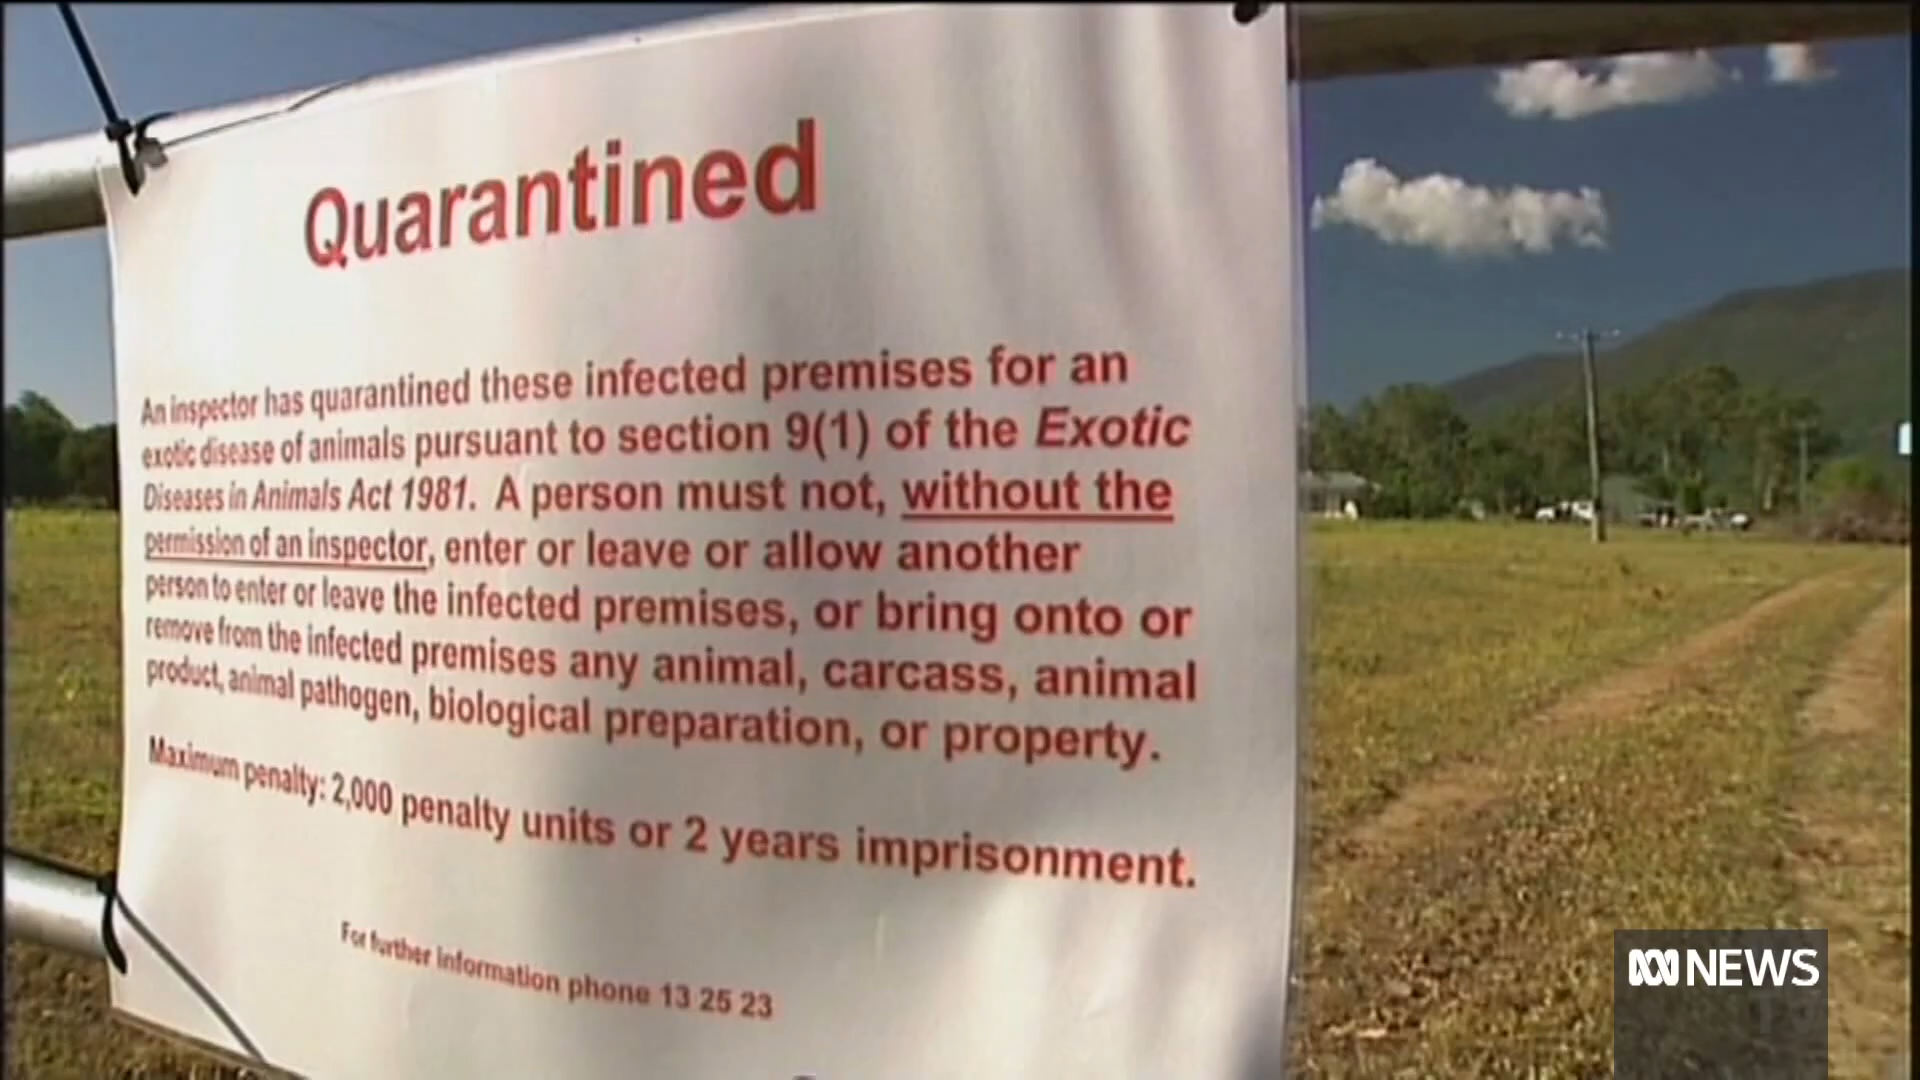 Quarantined
An inspector has quarantined these infected premises for an
exotic disease of animals pursuant to section 9(1) of the Exotic
Diseases in Animals Act 1981. A person must not, without the
permission of an inspector, enter or leave or allow another
person to enter or leave the infected premises, or bring onto or
remove from the infected premises any animal, carcass, animal
product, animal pathogen, biological preparation, or property.
Maximum penalty: 2,000 penalty units or 2 years imprisonment.
For further information phone 13 25 23
NEWS